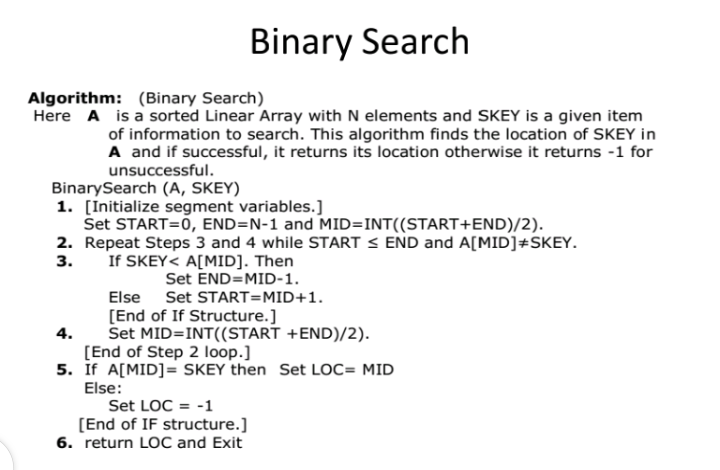 Binary Search
Algorithm: (Binary Search)
Here A is a sorted Linear Array with N elements and SKEY is a given item
of information to search. This algorithm finds the location of SKEY in
A and if successful, it returns its location otherwise it returns -1 for
unsuccessful.
BinarySearch (A, SKEY)
1. [Initialize segment variables.]
Set START=0, END=N-1 and MID=INT((START+END)/2).
2. Repeat Steps 3 and 4 while START ≤ END and A[MID]≠SKEY.
3. If SKEY< A[MID]. Then
Set END=MID-1.
Else Set START=MID+1.
[End of If Structure.]
4. Set MID=INT((START +END)/2).
[End of Step 2 loop.]
5. If A[MID]= SKEY then Set LOC= MID
Else:
Set LOC = -1
[End of IF structure.]
6. return LOC and Exit